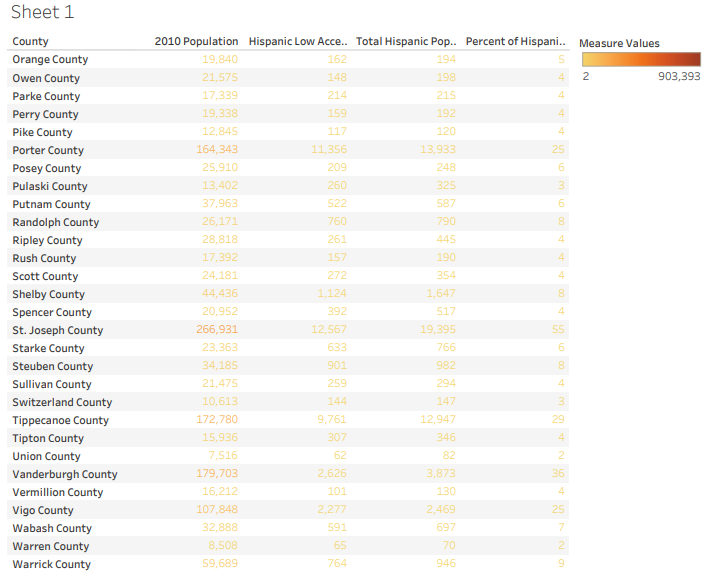 Sheet 1
County 2010 Population Hispanic Low Acce.. Total Hispanic Pop.. Percent of Hispani.. Measure Values
Orange County 19,840 162 194 5
2 903,393
Owen County 21,575 148 198 4
Parke County 17,339 214 215 4
Perry County 19,338 159 192 4
Pike County 12,845 117 120 4
Porter County 164,343 11,356 13,933 25
Posey County 25,910 209 248 6
Pulaski County 13,402 260 325 3
Putnam County 37,963 522 587 6
Randolph County 26,171 760 790 8
Ripley County 28,818 261 445 4
Rush County 17,392 157 190 4
Scott County 24,181 272 354 4
Shelby County 44,436 1,124 1,647 8
Spencer County 20,952 392 517 4
St. Joseph County 266,931 12,567 19,395 55
Starke County 23,363 633 766 6
Steuben County 34,185 901 982 8
Sullivan County 21,475 259 294 4
Switzerland County 10,613 144 147 3
Tippecanoe County 172,780 9,761 12,947 29
Tipton County 15,936 307 346 4
Union County 7,516 62 82 2
Vanderburgh County 179,703 2,626 3,873 36
Vermillion County 16,212 101 130 4
Vigo County 107,848 2,277 2,469 25
Wabash County 32,888 591 697 7
Warren County 8,508 65 70 2
Warrick County 59,689 764 946 9